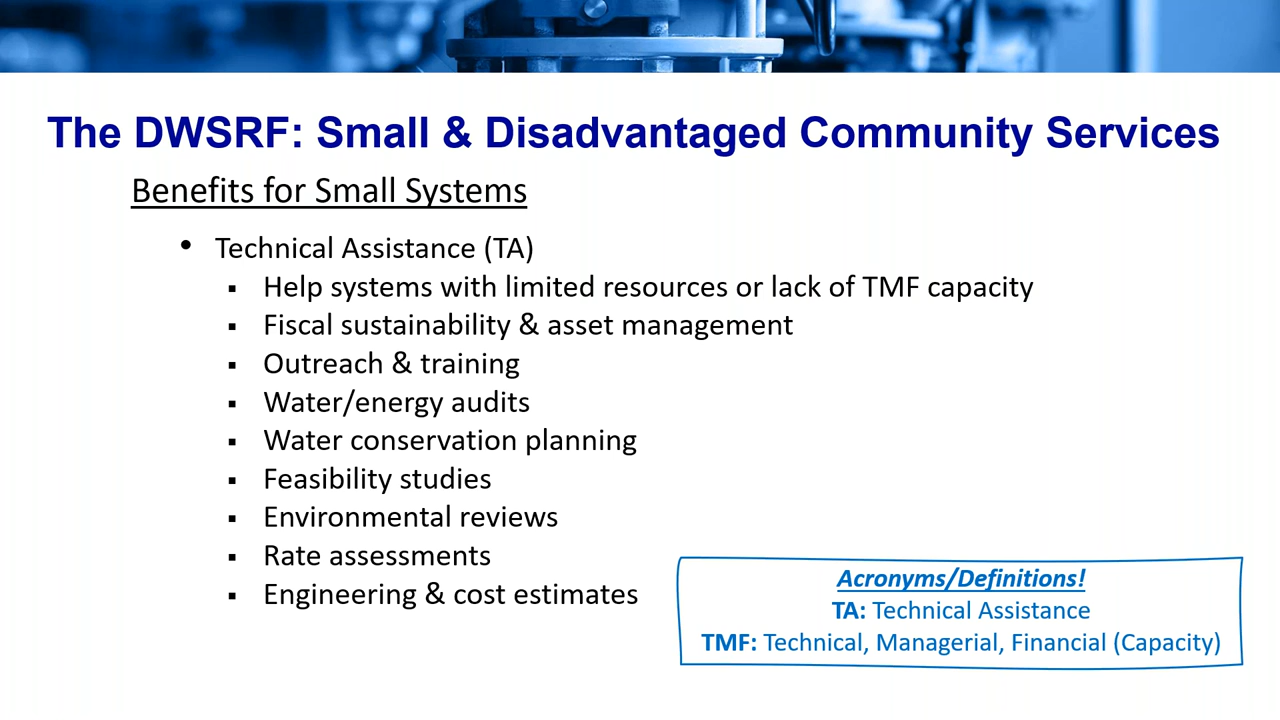 The DWSRF: Small & Disadvantaged Community Services
Benefits for Small Systems
• Technical Assistance (TA)
▪ Help systems with limited resources or lack of TMF capacity
▪ Fiscal sustainability & asset management
▪ Outreach & training
▪ Water/energy audits
▪ Water conservation planning
▪ Feasibility studies
▪ Environmental reviews
▪ Rate assessments
▪ Engineering & cost estimates
Acronyms/Definitions!
TA: Technical Assistance
TMF: Technical, Managerial, Financial (Capacity)